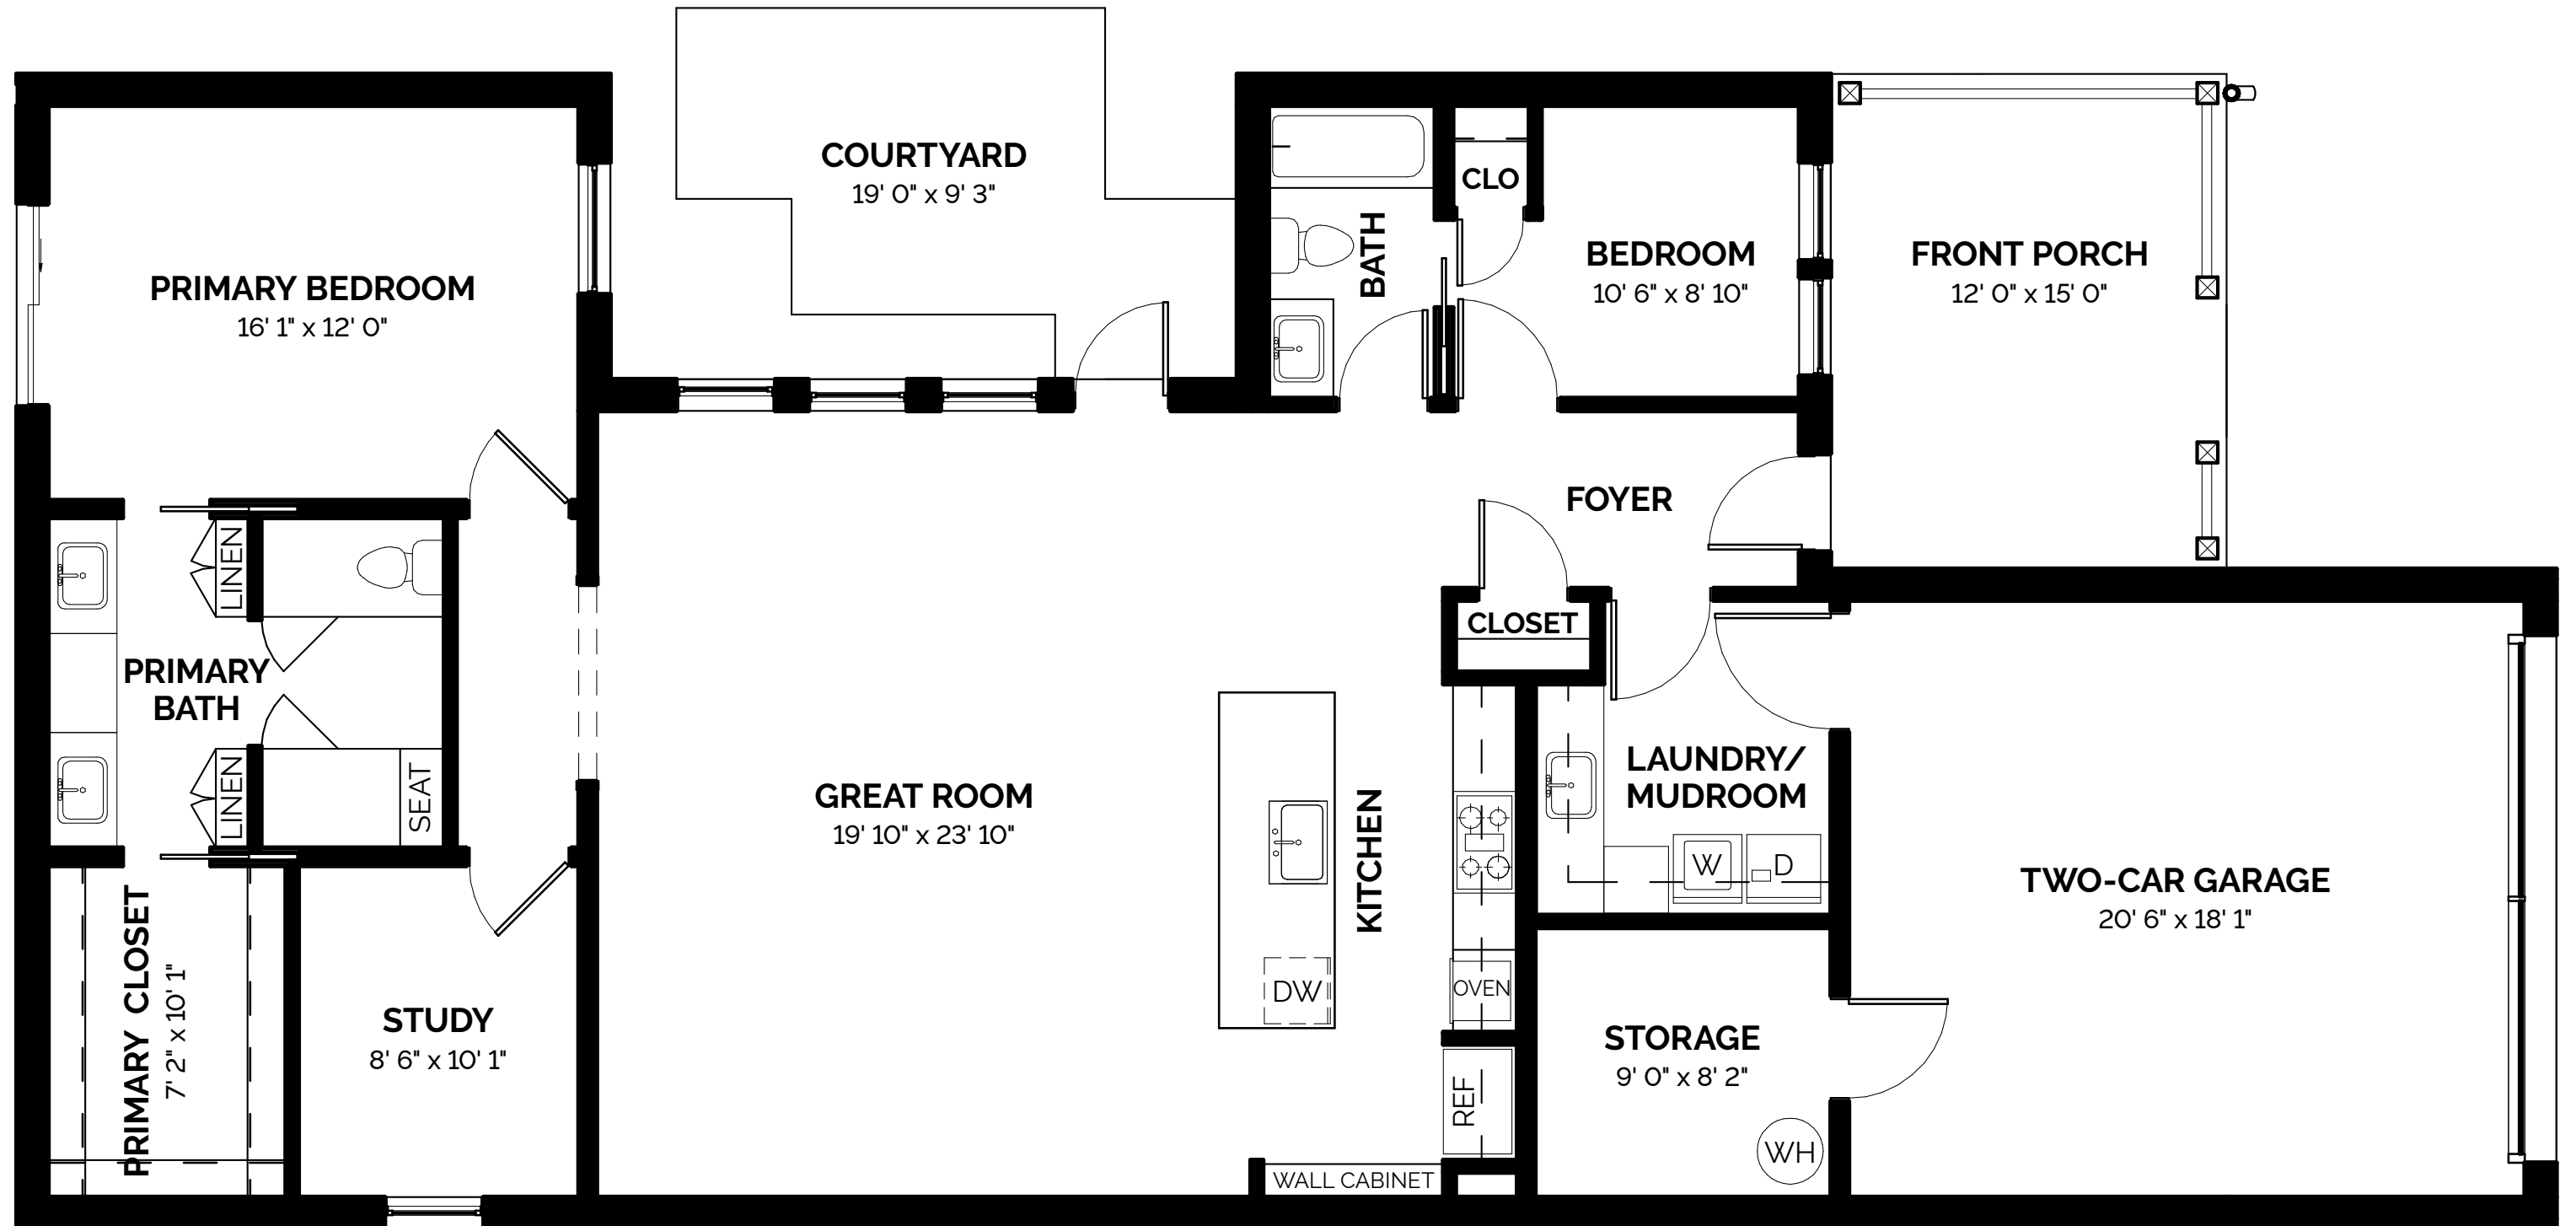 COURTYARD
19' 0" x 9' 3"
CLO
BATH
BEDROOM
10' 6" x 8' 10"
FRONT PORCH
12' 0" x 15' 0"
PRIMARY BEDROOM
16' 1" x 12' 0"
FOYER
LINEN
CLOSET
PRIMARY
BATH
LINEN
SEAT
GREAT ROOM
19' 10" x 23' 10"
KITCHEN
LAUNDRY/
MUDROOM
W
D
TWO-CAR GARAGE
20' 6" x 18' 1"
PRIMARY CLOSET
7' 2" x 10' 1"
STUDY
8' 6" x 10' 1"
DW
OVEN
STORAGE
9' 0" x 8' 2"
REF
WH
WALL CABINET